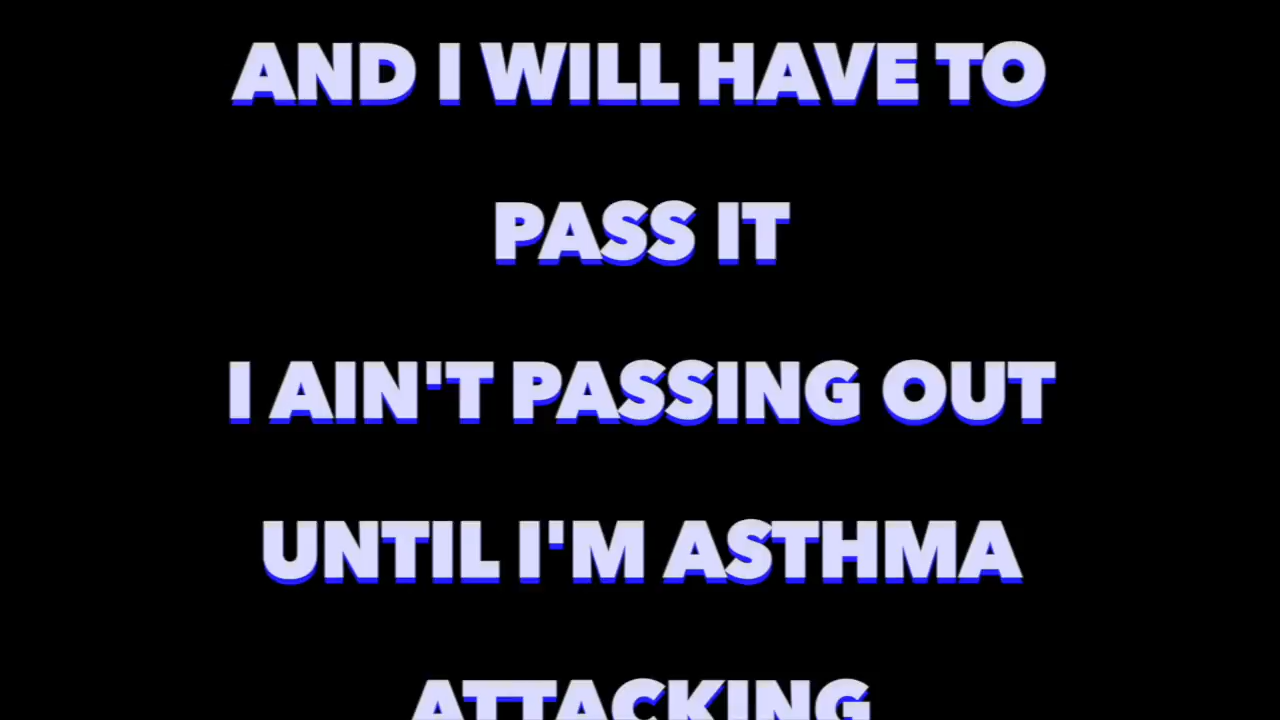 AND I WILL HAVE TO
PASS IT
I AIN'T PASSING OUT
UNTIL I'M ASTHMA
ATTACKING